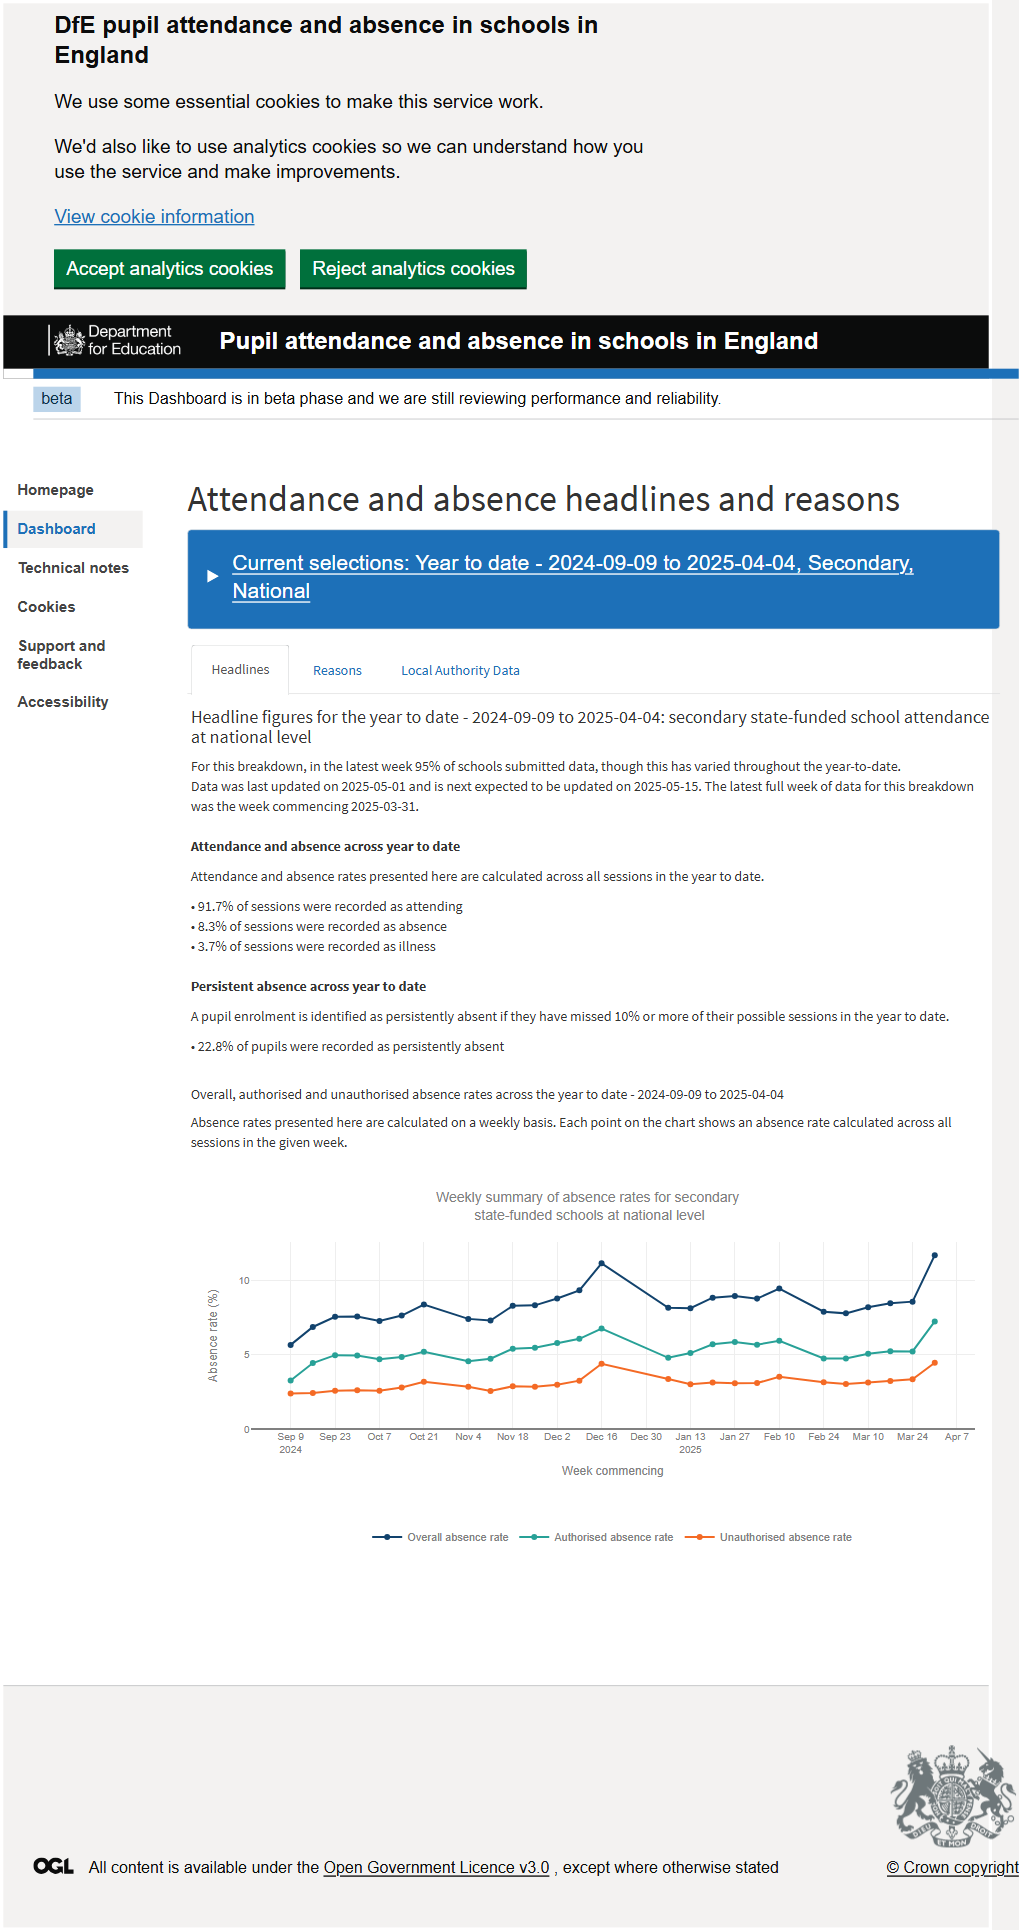 DfE pupil attendance and absence in schools in
England
We use some essential cookies to make this service work.
We'd also like to use analytics cookies so we can understand how you
use the service and make improvements.
View cookie information
Accept analytics cookies
Reject analytics cookies
Department
for Education
Pupil attendance and absence in schools in England
beta
This Dashboard is in beta phase and we are still reviewing performance and reliability.
Homepage
Dashboard
Technical notes
Cookies
Support and
feedback
Accessibility
Attendance and absence headlines and reasons
Current selections: Year to date - 2024-09-09 to 2025-04-04, Secondary,
National
Headlines
Reasons
Local Authority Data
Headline figures for the year to date - 2024-09-09 to 2025-04-04: secondary state-funded school attendance
at national level
For this breakdown, in the latest week 95% of schools submitted data, though this has varied throughout the year-to-date.
Data was last updated on 2025-05-01 and is next expected to be updated on 2025-05-15. The latest full week of data for this breakdown
was the week commencing 2025-03-31.
Attendance and absence across year to date
Attendance and absence rates presented here are calculated across all sessions in the year to date.
• 91.7% of sessions were recorded as attending
• 8.3% of sessions were recorded as absence
• 3.7% of sessions were recorded as illness
Persistent absence across year to date
A pupil enrolment is identified as persistently absent if they have missed 10% or more of their possible sessions in the year to date.
• 22.8% of pupils were recorded as persistently absent
Overall, authorised and unauthorised absence rates across the year to date - 2024-09-09 to 2025-04-04
Absence rates presented here are calculated on a weekly basis. Each point on the chart shows an absence rate calculated across all
sessions in the given week.
Weekly summary of absence rates for secondary
state-funded schools at national level
Absence rate (%)
10
5
0
Sep 9 Sep 23 Oct 7 Oct 21 Nov 4 Nov 18 Dec 2 Dec 16 Dec 30 Jan 13 Jan 27 Feb 10 Feb 24 Mar 10 Mar 24 Apr 7
2024 2025
Week commencing
Overall absence rate Authorised absence rate Unauthorised absence rate
DIEU ET MON DROIT
OGL All content is available under the Open Government Licence v3.0 , except where otherwise stated
© Crown copyright